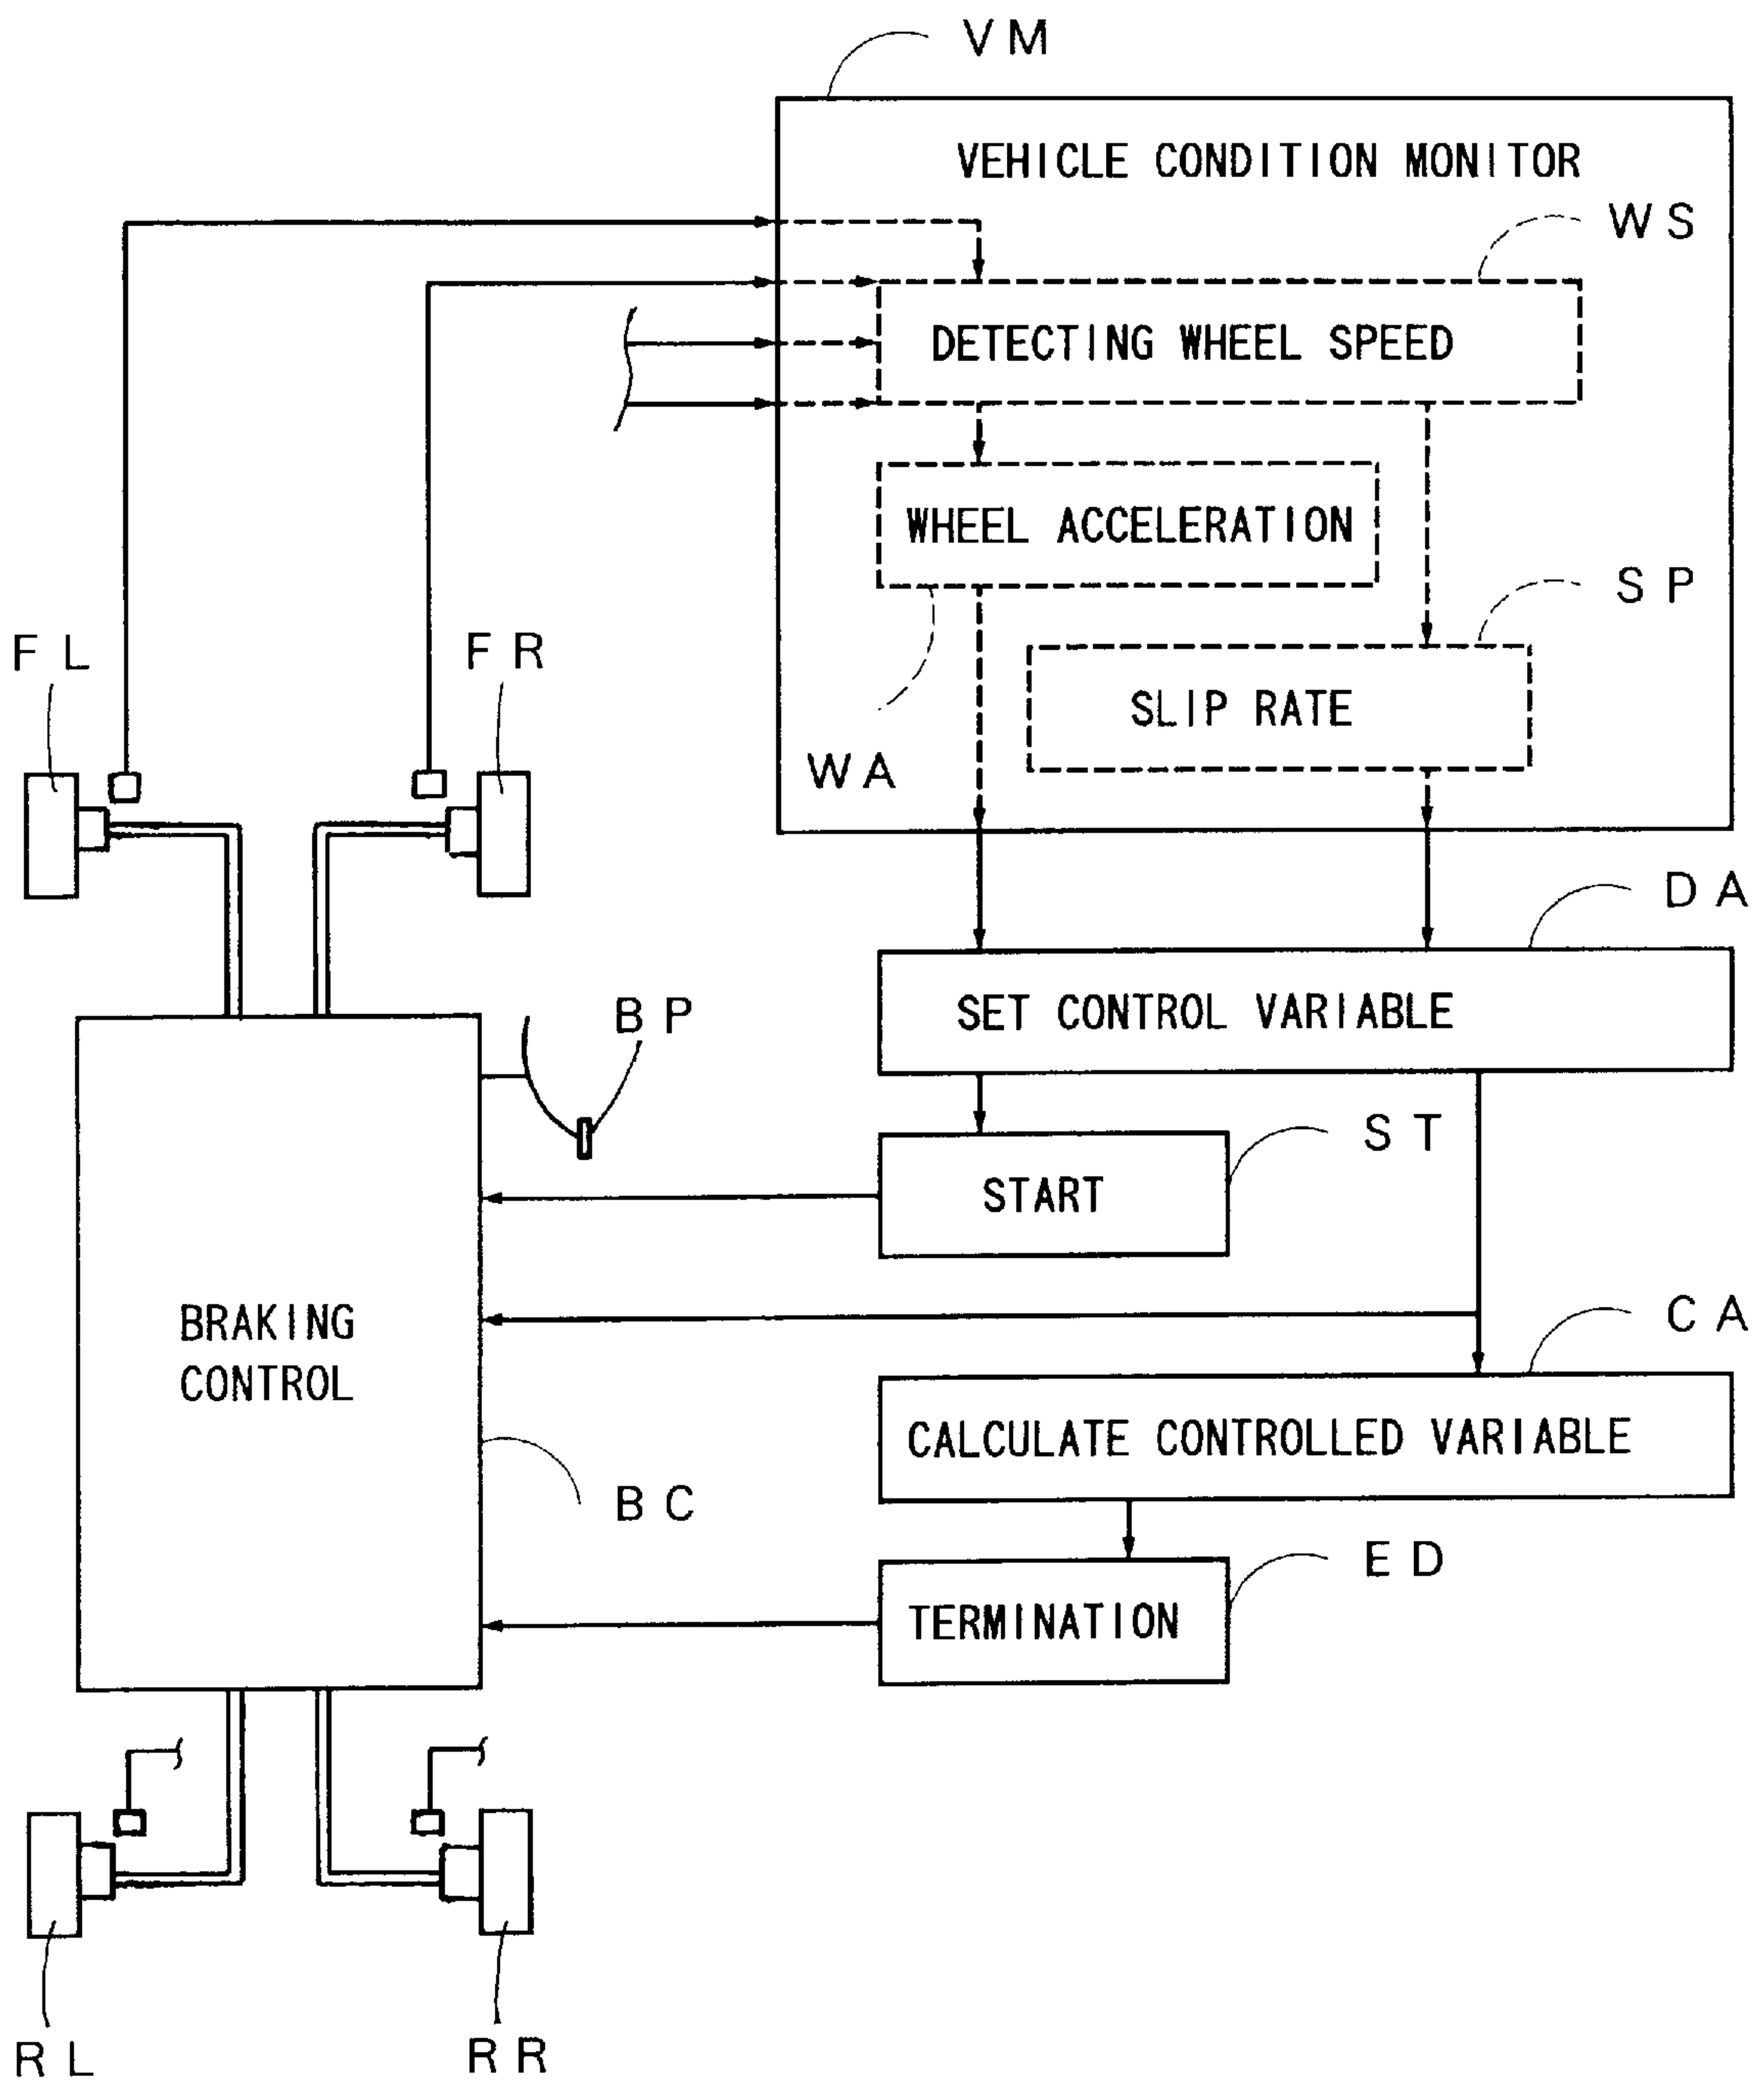 VM
VEHICLE CONDITION MONITOR
WS
DETECTING WHEEL SPEED
WHEEL ACCELERATION
SP
FL
FR
SLIP RATE
WA
DA
SET CONTROL VARIABLE
BP
ST
START
CA
BRAKING
CONTROL
CALCULATE CONTROLLED VARIABLE
BC
ED
TERMINATION
RL
RR